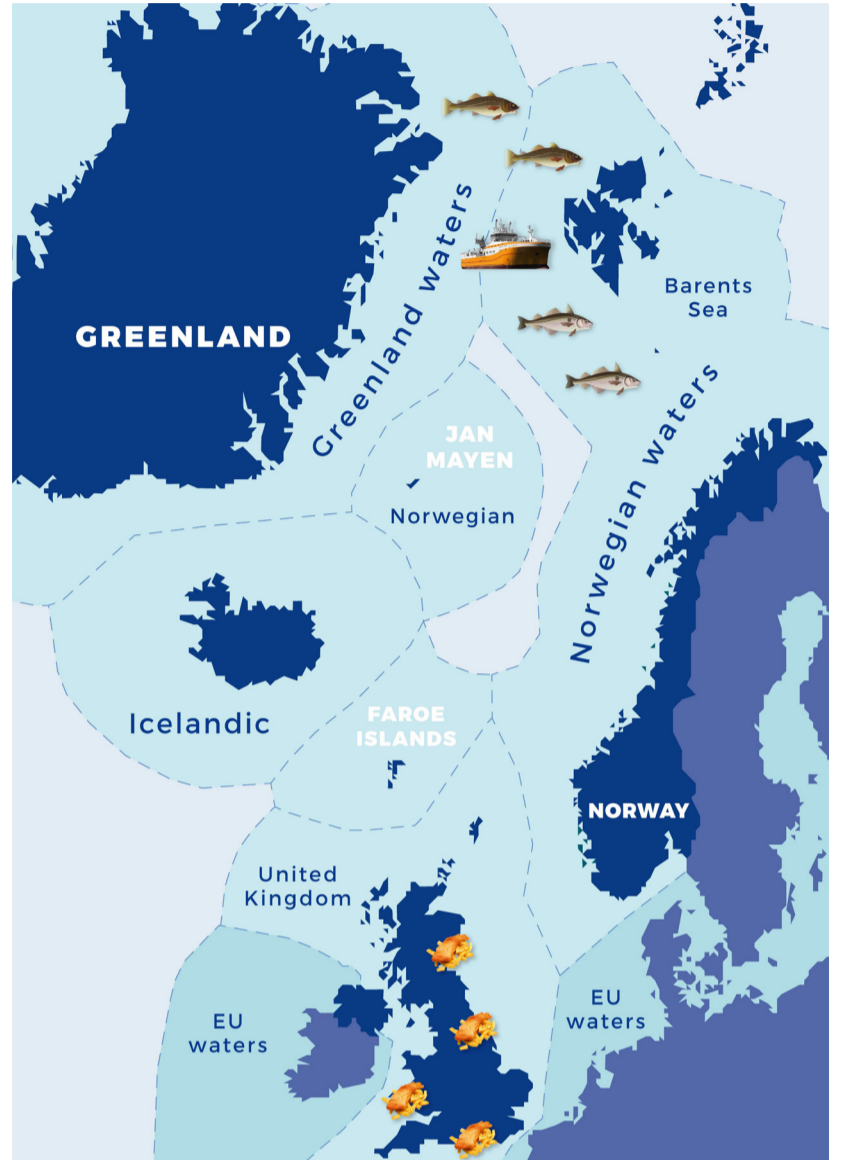 Greenland waters
Barents
Sea
GREENLAND
Norwegian waters
JAN
MAYEN
Norwegian
Icelandic
FAROE
ISLANDS
NORWAY
United
Kingdom
EU
waters
EU
waters